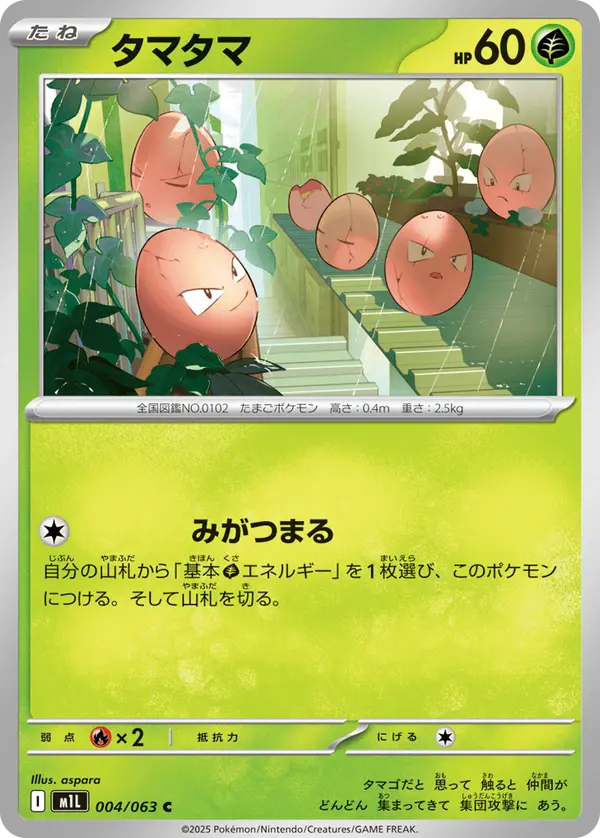 たね
タマタマ
HP60
全国図鑑NO.0102 たまごポケモン 高さ:0.4m 重さ:2.5kg
みがつまる
自分の山札から「基本エネルギー」を1枚選び、このポケモン
につける。そして山札を切る。
弱点 ×2 抵抗力 にげる
Illus. aspara
I m1L 004/063 C
タマゴだと 思って 触ると 仲間が
どんどん 集まってきて 集団攻撃に あう。
©2025 Pokémon/Nintendo/Creatures/GAME FREAK.